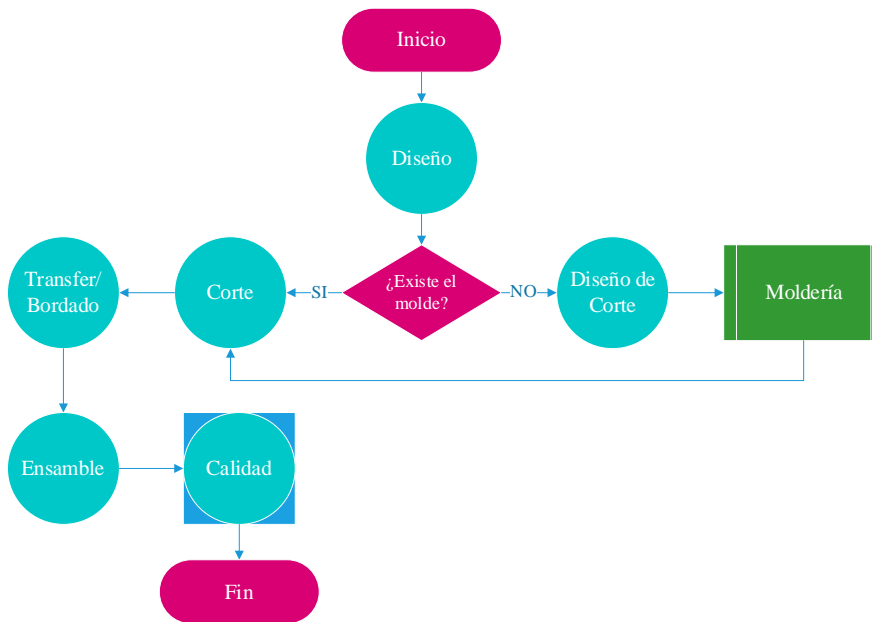 Inicio
Diseño
¿Existe el
molde?
SI
NO
Transfer/
Bordado
Corte
Diseño de
Corte
Moldería
Ensamble
Calidad
Fin